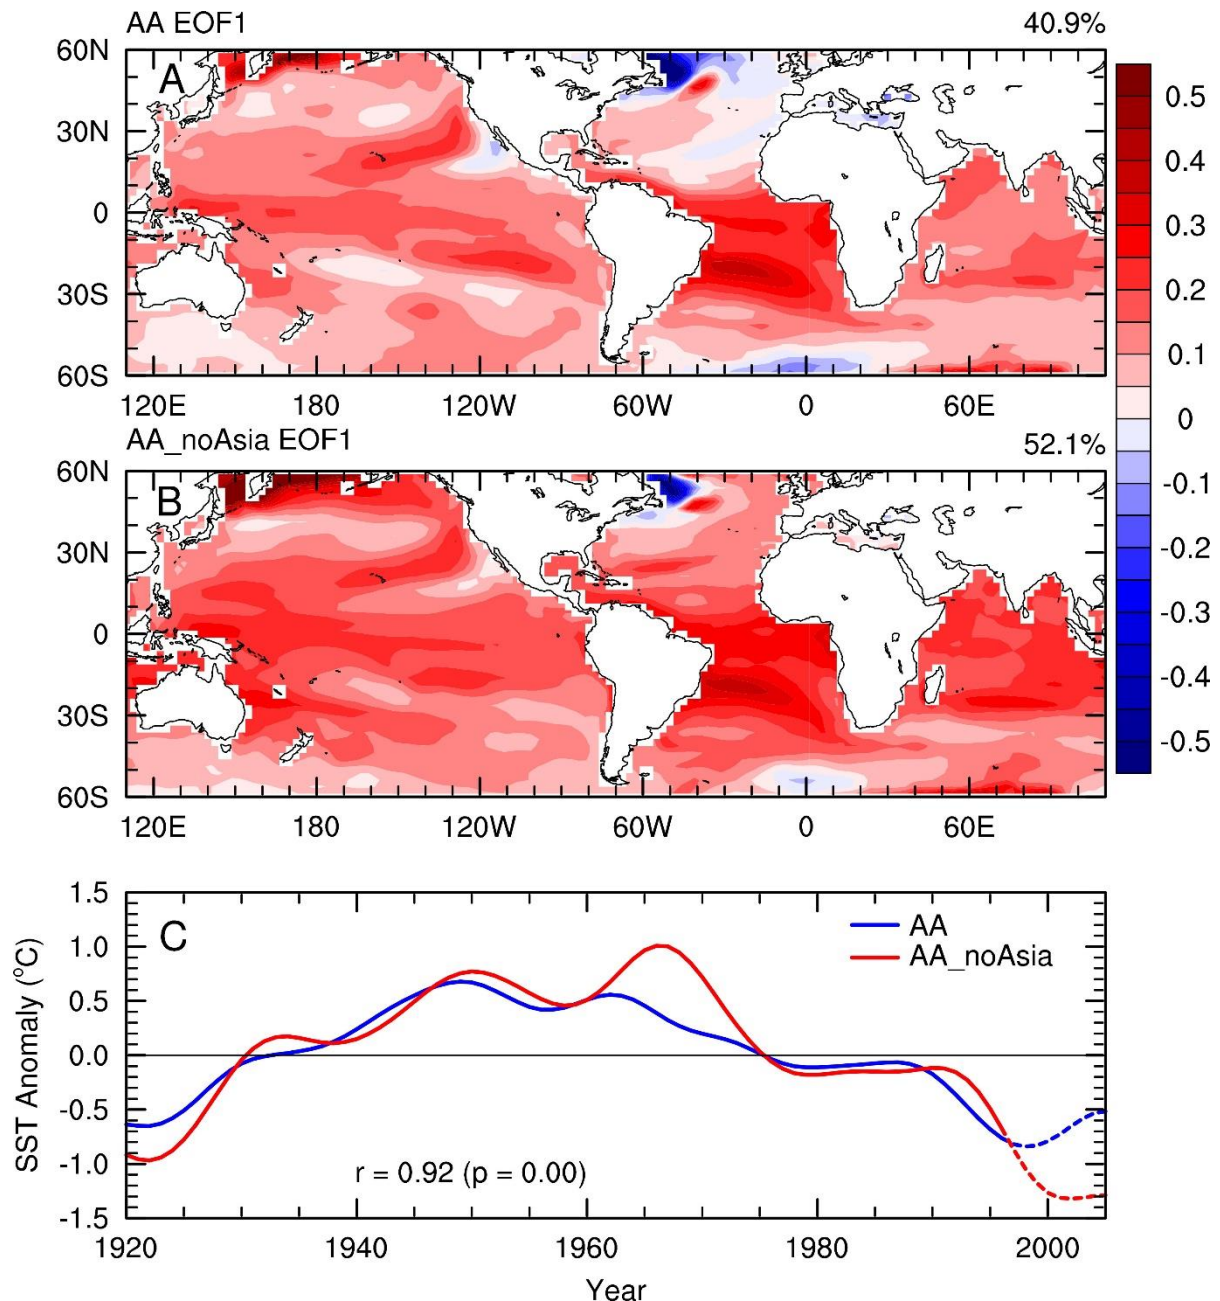 AA EOF1 40.9%
A
60N
30N
0
30S
60S
120E 180 120W 60W 0 60E
AA_noAsia EOF1 52.1%
B
60N
30N
0
30S
60S
120E 180 120W 60W 0 60E
0.5
0.4
0.3
0.2
0.1
0
-0.1
-0.2
-0.3
-0.4
-0.5
C
AA
AA_noAsia
SST Anomaly (°C)
1.5
1.0
0.5
0.0
-0.5
-1.0
-1.5
r = 0.92 (p = 0.00)
1920 1940 1960 1980 2000
Year